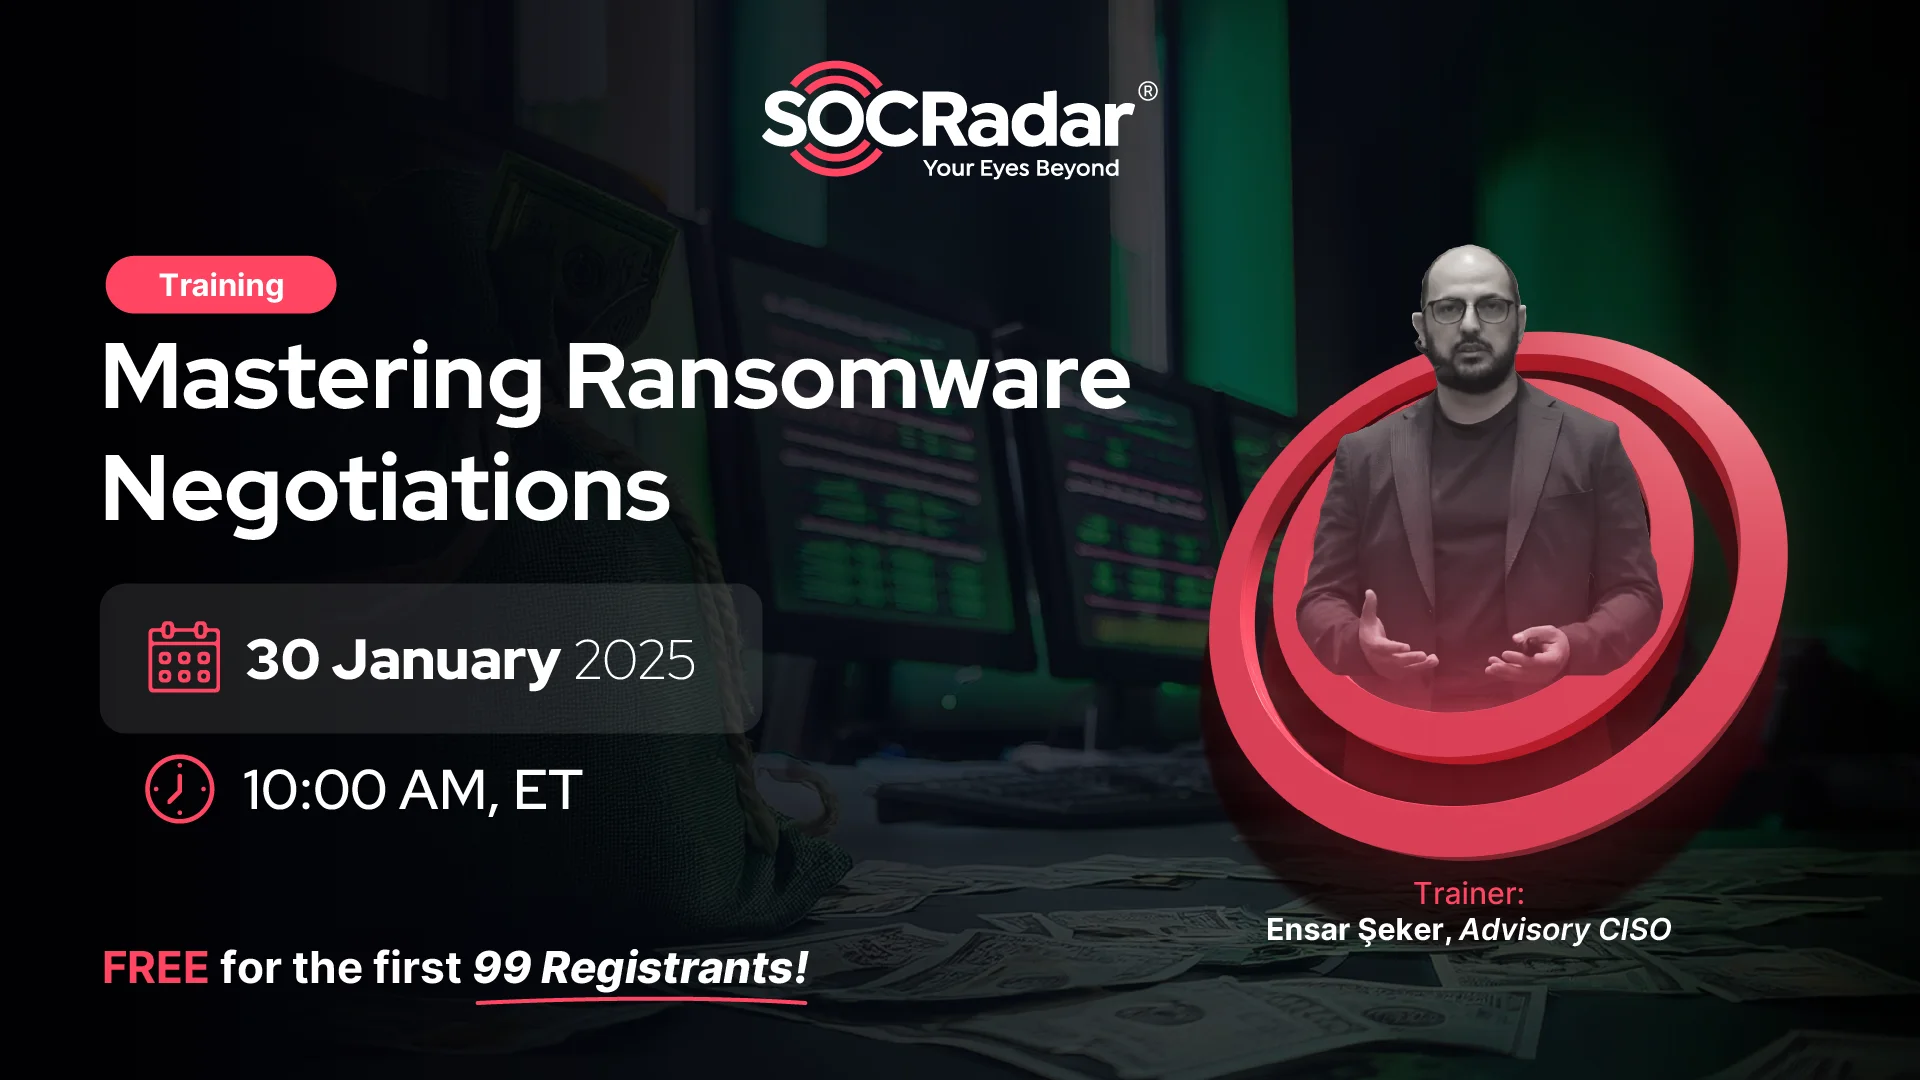 SOCRadar®
Your Eyes Beyond
Training
Mastering Ransomware
Negotiations
30 January 2025
10:00 AM, ET
FREE for the first 99 Registrants!
Trainer:
Ensar Şeker, Advisory CISO